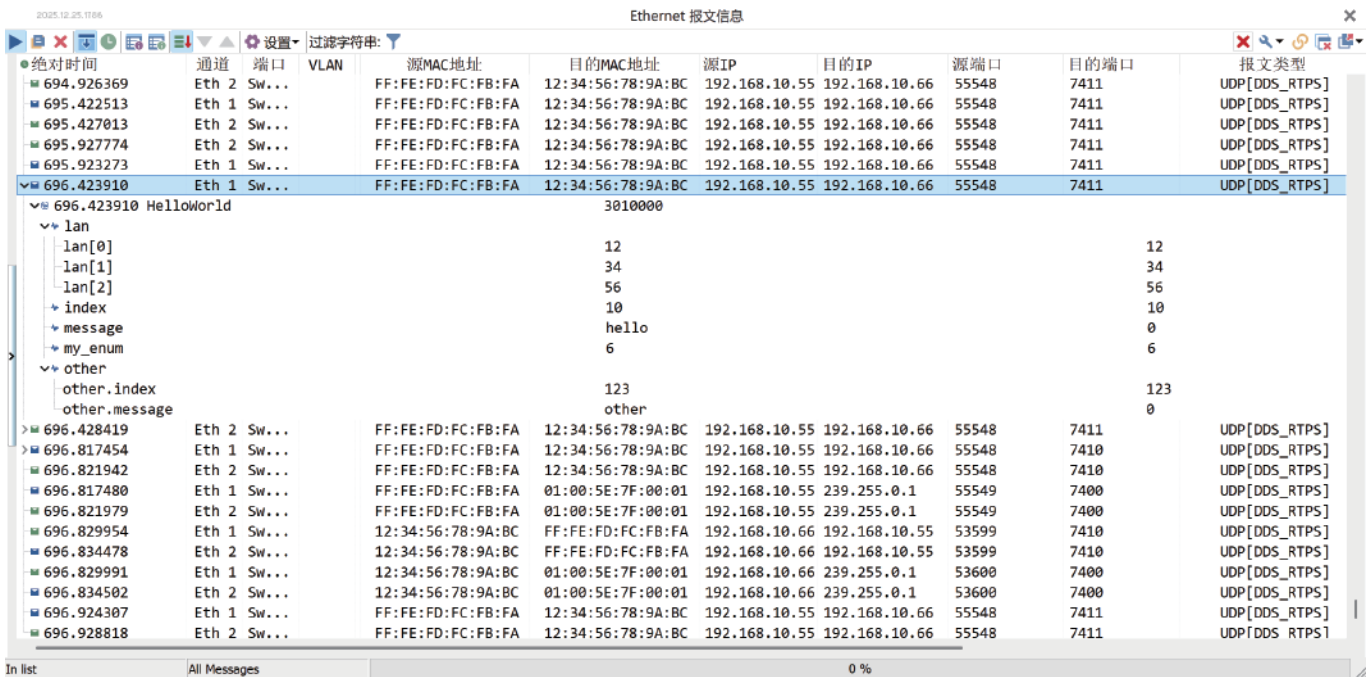 2025.12.25.1186
Ethernet 报文信息
设置 过滤字符串:
绝对时间 通道 端口 VLAN 源MAC地址 目的MAC地址 源IP 目的IP 源端口 目的端口 报文类型
694.926369 Eth 2 Sw... FF:FE:FD:FC:FB:FA 12:34:56:78:9A:BC 192.168.10.55 192.168.10.66 55548 7411 UDP[DDS_RTPS]
695.422513 Eth 1 Sw... FF:FE:FD:FC:FB:FA 12:34:56:78:9A:BC 192.168.10.55 192.168.10.66 55548 7411 UDP[DDS_RTPS]
695.427013 Eth 2 Sw... FF:FE:FD:FC:FB:FA 12:34:56:78:9A:BC 192.168.10.55 192.168.10.66 55548 7411 UDP[DDS_RTPS]
695.927774 Eth 2 Sw... FF:FE:FD:FC:FB:FA 12:34:56:78:9A:BC 192.168.10.55 192.168.10.66 55548 7411 UDP[DDS_RTPS]
695.923273 Eth 1 Sw... FF:FE:FD:FC:FB:FA 12:34:56:78:9A:BC 192.168.10.55 192.168.10.66 55548 7411 UDP[DDS_RTPS]
696.423910 Eth 1 Sw... FF:FE:FD:FC:FB:FA 12:34:56:78:9A:BC 192.168.10.55 192.168.10.66 55548 7411 UDP[DDS_RTPS]
696.423910 HelloWorld 3010000
lan
lan[0] 12 12
lan[1] 34 34
lan[2] 56 56
index 10 10
message hello 0
my_enum 6 6
other
other.index 123 123
other.message other 0
696.428419 Eth 2 Sw... FF:FE:FD:FC:FB:FA 12:34:56:78:9A:BC 192.168.10.55 192.168.10.66 55548 7411 UDP[DDS_RTPS]
696.817454 Eth 1 Sw... FF:FE:FD:FC:FB:FA 12:34:56:78:9A:BC 192.168.10.55 192.168.10.66 55548 7410 UDP[DDS_RTPS]
696.821942 Eth 2 Sw... FF:FE:FD:FC:FB:FA 12:34:56:78:9A:BC 192.168.10.55 192.168.10.66 55548 7410 UDP[DDS_RTPS]
696.817480 Eth 1 Sw... FF:FE:FD:FC:FB:FA 01:00:5E:7F:00:01 192.168.10.55 239.255.0.1 55549 7400 UDP[DDS_RTPS]
696.821979 Eth 2 Sw... FF:FE:FD:FC:FB:FA 01:00:5E:7F:00:01 192.168.10.55 239.255.0.1 55549 7400 UDP[DDS_RTPS]
696.829954 Eth 1 Sw... 12:34:56:78:9A:BC FF:FE:FD:FC:FB:FA 192.168.10.66 192.168.10.55 53599 7410 UDP[DDS_RTPS]
696.834478 Eth 2 Sw... 12:34:56:78:9A:BC FF:FE:FD:FC:FB:FA 192.168.10.66 192.168.10.55 53599 7410 UDP[DDS_RTPS]
696.829991 Eth 1 Sw... 12:34:56:78:9A:BC 01:00:5E:7F:00:01 192.168.10.66 239.255.0.1 53600 7400 UDP[DDS_RTPS]
696.834502 Eth 2 Sw... 12:34:56:78:9A:BC 01:00:5E:7F:00:01 192.168.10.66 239.255.0.1 53600 7400 UDP[DDS_RTPS]
696.924307 Eth 1 Sw... FF:FE:FD:FC:FB:FA 12:34:56:78:9A:BC 192.168.10.55 192.168.10.66 55548 7411 UDP[DDS_RTPS]
696.928818 Eth 2 Sw... FF:FE:FD:FC:FB:FA 12:34:56:78:9A:BC 192.168.10.55 192.168.10.66 55548 7411 UDP[DDS_RTPS]
In list All Messages 0 %